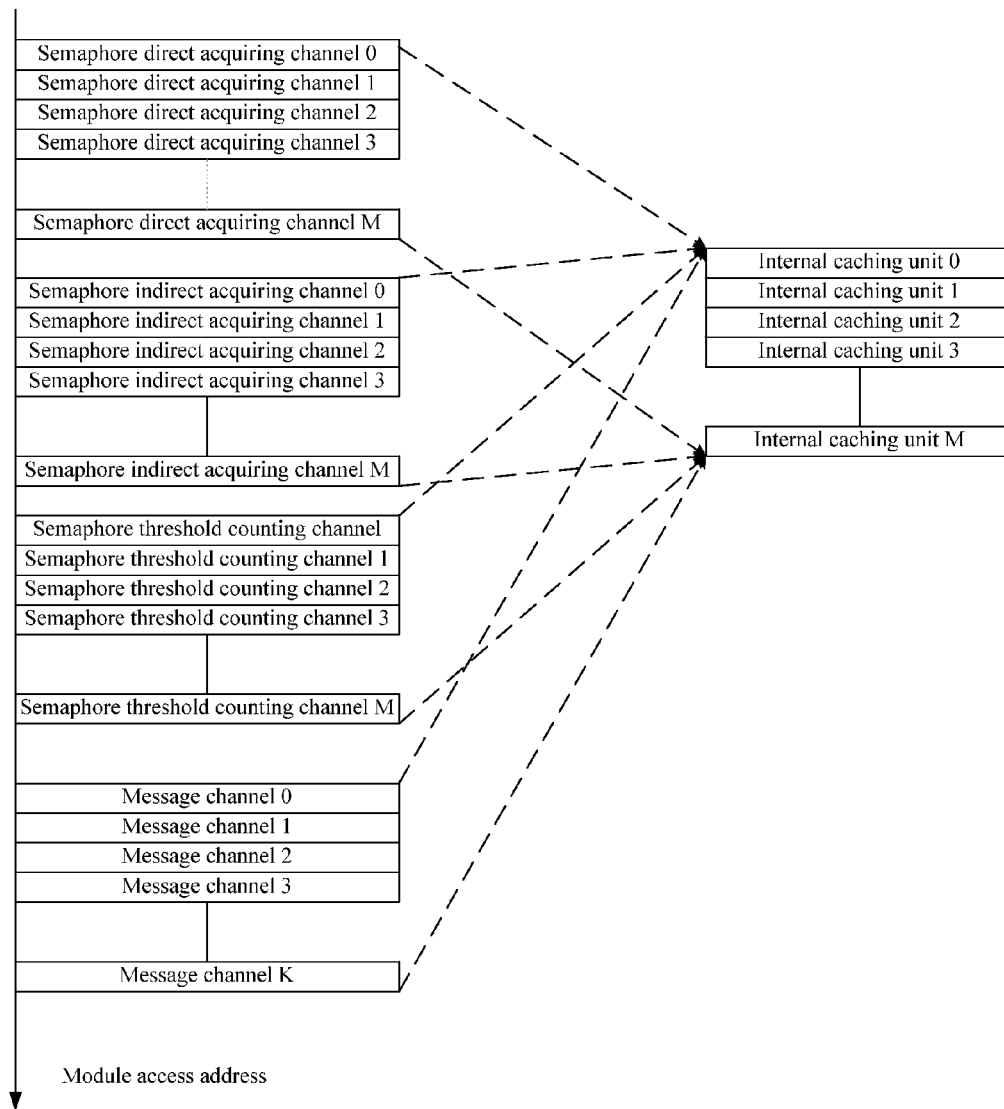 Semaphore direct acquiring channel 0
Semaphore direct acquiring channel 1
Semaphore direct acquiring channel 2
Semaphore direct acquiring channel 3
Semaphore direct acquiring channel M
Semaphore indirect acquiring channel 0
Semaphore indirect acquiring channel 1
Semaphore indirect acquiring channel 2
Semaphore indirect acquiring channel 3
Semaphore indirect acquiring channel M
Semaphore threshold counting channel
Semaphore threshold counting channel 1
Semaphore threshold counting channel 2
Semaphore threshold counting channel 3
Semaphore threshold counting channel M
Message channel 0
Message channel 1
Message channel 2
Message channel 3
Message channel K
Module access address
Internal caching unit 0
Internal caching unit 1
Internal caching unit 2
Internal caching unit 3
Internal caching unit M